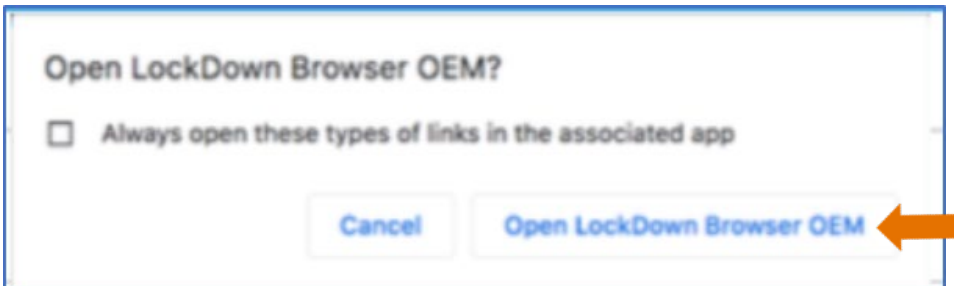 Open LockDown Browser OEM?
Always open these types of links in the associated app
Cancel Open LockDown Browser OEM